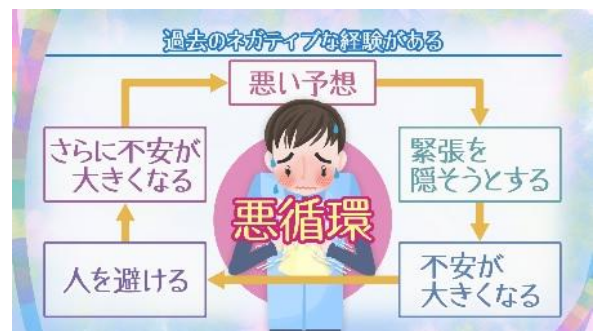 過去のネガティブな経験がある
悪い予想
緊張を
隠そうとする
不安が
大きくなる
人を避ける
さらに不安が
大きくなる
悪循環